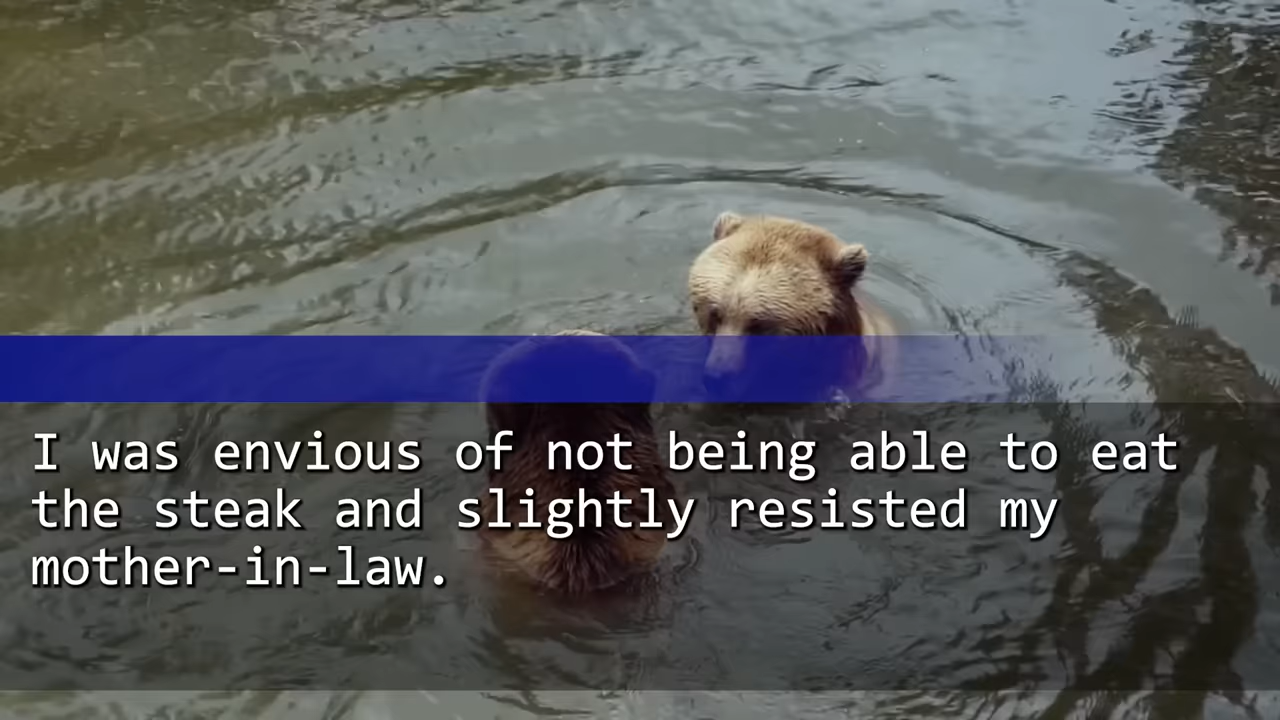 I was envious of not being able to eat
the steak and slightly resisted my
mother-in-law.